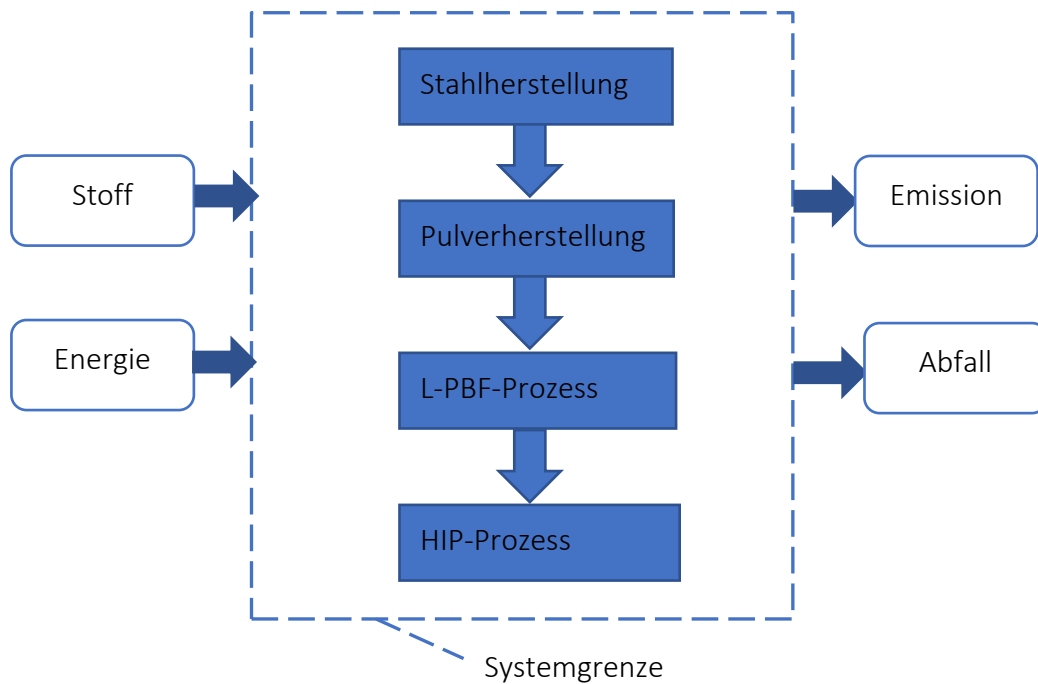 Stahlherstellung
Stoff
Emission
Pulverherstellung
Energie
Abfall
L-PBF-Prozess
HIP-Prozess
Systemgrenze